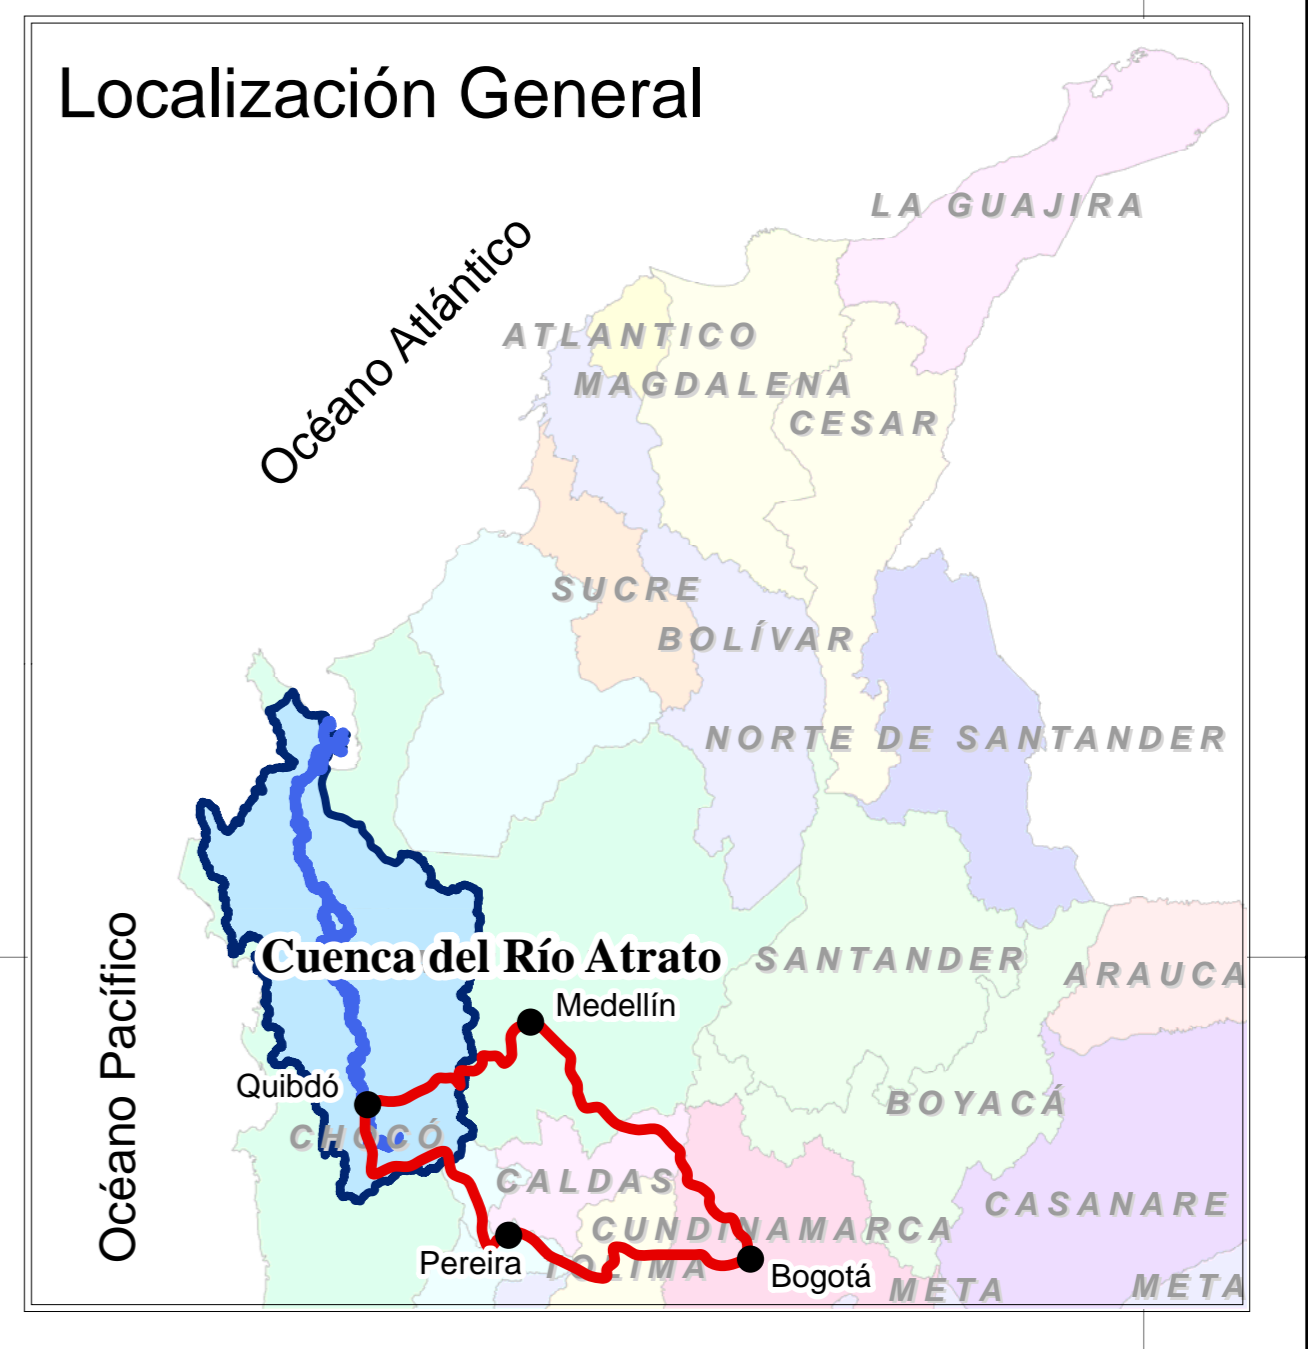 Localización General
LA GUAJIRA
Océano Atlántico
ATLANTICO
MAGDALENA
CESAR
SUCRE
BOLÍVAR
NORTE DE SANTANDER
Cuenca del Río Atrato
SANTANDER
ARAUCA
Océano Pacífico
Medellín
Quibdó
BOYACÁ
CHOCÓ
CALDAS
CASANARE
CUNDINAMARCA
Pereira
TOLIMA
Bogotá
META
META